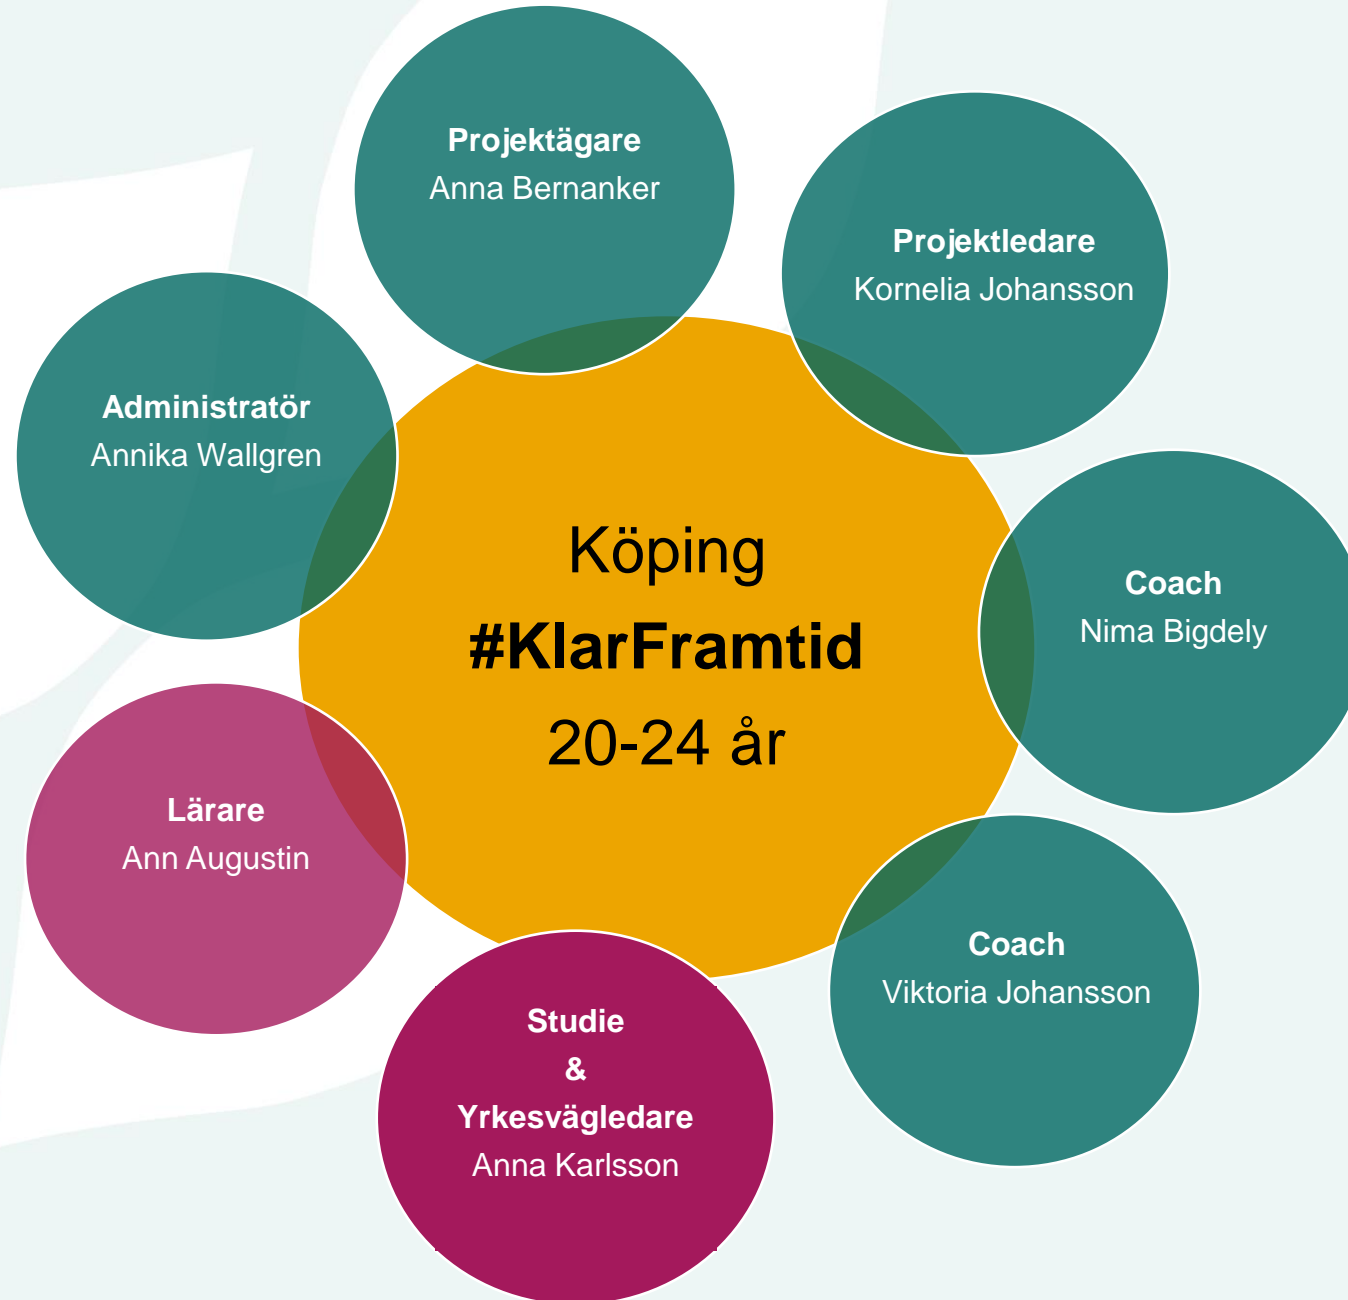 Projektägare
Anna Bernanker
Projektledare
Kornelia Johansson
Administratör
Annika Wallgren
Köping
#KlarFramtid
20-24 år
Coach
Nima Bigdely
Lärare
Ann Augustin
Coach
Viktoria Johansson
Studie
&
Yrkesvägledare
Anna Karlsson